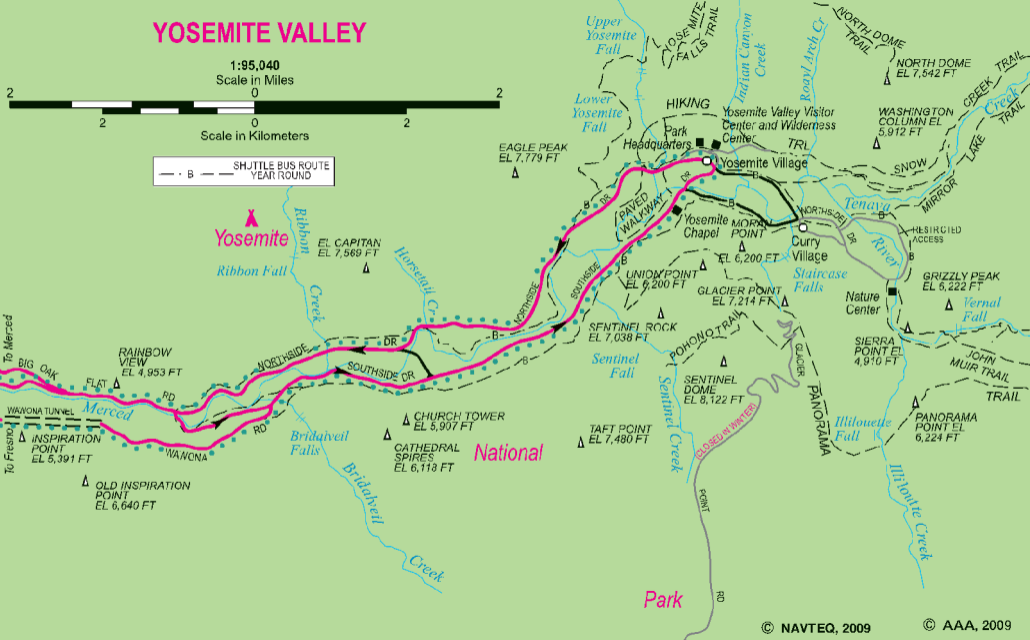 YOSEMITE VALLEY
1:95,040
Scale in Miles
2 0 2
2 0 2
Scale in Kilometers
SHUTTLE BUS ROUTE
B YEAR ROUND
Upper
Yosemite
Fall
YOSEMITE
FALLS TRAIL
Indian Canyon
Creek
Roayl Arch Cr
NORTH DOME
TRAIL
NORTH DOME
EL 7,542 FT
CREEK TRAIL
Creek
LAKE TRAIL
Lower
Yosemite
Fall
HIKING
Yosemite Valley Visitor
Center and Wilderness
Center
WASHINGTON
COLUMN EL
5,912 FT
Park
Headquarters
TRL
EAGLE PEAK
EL 7,779 FT
Yosemite Village
B
SNOW
MIRROR
DR
B
DR
PAVED
WALKWAY
B
Tenaya
B
NORTHSIDE
DR
Yosemite
Chapel
MORAN
POINT
EL 6,200 FT
RESTRICTED
ACCESS
River
B
Curry
Village
Yosemite
Ribbon
EL CAPITAN
EL 7,569 FT
Ribbon Fall
Creek
Horsetail Cr
B
SOUTHSIDE
UNION POINT
EL 6,200 FT
Staircase
Falls
GLACIER POINT
EL 7,214 FT
Nature
Center
GRIZZLY PEAK
EL 6,222 FT
Vernal
Fall
NORTHSIDE
B
SENTINEL ROCK
EL 7,038 FT
POHONO TRAIL
SIERRA
POINT EL
4,910 FT
JOHN
MUIR TRAIL
TRAIL
To Merced
BIG OAK
FLAT RD
RAINBOW
VIEW
EL 4,953 FT
NORTHSIDE DR
SOUTHSIDE DR
B
Sentinel
Fall
GLACIER
Merced
SENTINEL
DOME
EL 8,122 FT
PANORAMA
WAWONA TUNNEL
RD
WAWONA
To Fresno
INSPIRATION
POINT
EL 5,391 FT
OLD INSPIRATION
POINT
EL 6,640 FT
Bridalveil
Falls
CHURCH TOWER
EL 5,907 FT
CATHEDRAL
SPIRES
EL 6,118 FT
National
TAFT POINT
EL 7,480 FT
Sentinel Creek
(CLOSED IN WINTER)
Illilouette
Fall
PANORAMA
POINT EL
6,224 FT
Bridalveil
Creek
POINT
RD
Illiloutte Creek
Park
© NAVTEQ, 2009
© AAA, 2009